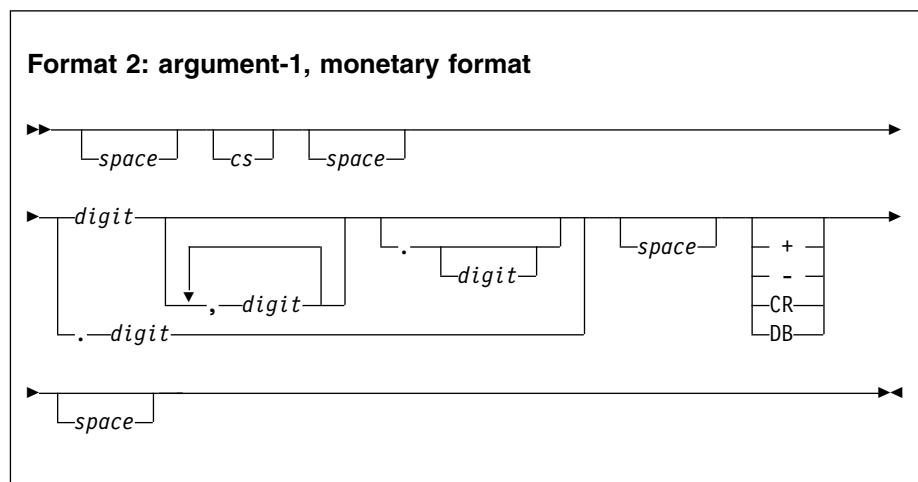 Format 2: argument-1, monetary format
space cs space
digit . space +
digit -
, digit CR
. digit DB
space